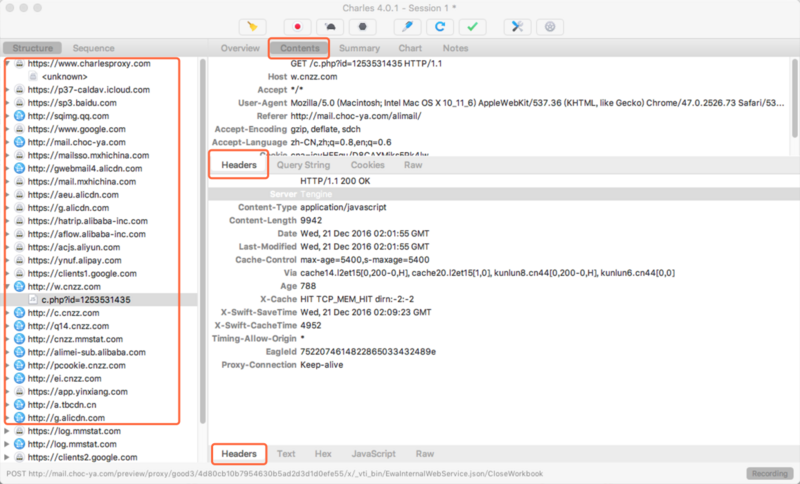 Charles 4.0.1 - Session 1 *
Structure
Sequence
Overview
Contents
Summary
Chart
Notes
https://www.charlesproxy.com
<unknown>
https://p37-caldav.icloud.com
https://sp3.baidu.com
http://sqimg.qq.com
https://www.google.com
http://mail.choc-ya.com
https://mailsso.mxhichina.com
http://gwebmail4.alicdn.com
https://mail.mxhichina.com
https://aeu.alicdn.com
https://g.alicdn.com
https://hatrip.alibaba-inc.com
https://aflow.alibaba-inc.com
https://acjs.aliyun.com
https://ynuf.alipay.com
https://clients1.google.com
http://w.cnzz.com
c.php?id=1253531435
http://c.cnzz.com
http://q14.cnzz.com
http://cnzz.mmstat.com
http://alimei-sub.alibaba.com
http://pcookie.cnzz.com
http://ei.cnzz.com
https://app.yinxiang.com
http://a.tbcdn.cn
http://g.alicdn.com
https://log.mmstat.com
http://log.mmstat.com
https://clients2.google.com
GET /c.php?id=1253531435 HTTP/1.1
Host w.cnzz.com
Accept */*
User-Agent Mozilla/5.0 (Macintosh; Intel Mac OS X 10_11_6) AppleWebKit/537.36 (KHTML, like Gecko) Chrome/47.0.2526.73 Safari/53...
Referer http://mail.choc-ya.com/alimail/
Accept-Encoding gzip, deflate, sdch
Accept-Language zh-CN,zh;q=0.8,en;q=0.6
Headers
Query String
Cookies
Raw
HTTP/1.1 200 OK
Server Tengine
Content-Type application/javascript
Content-Length 9942
Date Wed, 21 Dec 2016 02:01:55 GMT
Last-Modified Wed, 21 Dec 2016 02:01:55 GMT
Cache-Control max-age=5400,s-maxage=5400
Via cache14.l2et15[0,200-0,H], cache20.l2et15[1,0], kunlun8.cn44[0,200-0,H], kunlun6.cn44[0,0]
Age 788
X-Cache HIT TCP_MEM_HIT dirn:-2:-2
X-Swift-SaveTime Wed, 21 Dec 2016 02:09:23 GMT
X-Swift-CacheTime 4952
Timing-Allow-Origin *
EagleId 7522074614822865033432489e
Proxy-Connection Keep-alive
Headers
Text
Hex
JavaScript
Raw
POST http://mail.choc-ya.com/preview/proxy/good3/4d80cb10b7954630b5ad2d3d1d0efe55/x/_vti_bin/EwaInternalWebService.json/CloseWorkbook
Recording